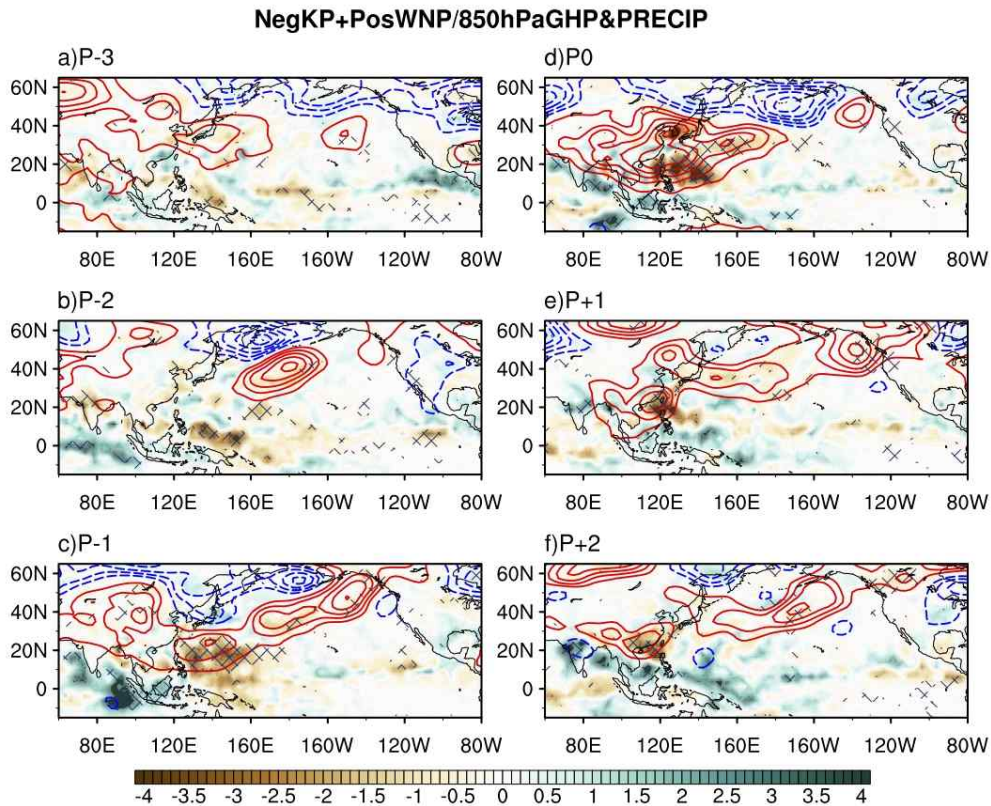 NegKP+PosWNP/850hPaGHP&PRECIP
a)P-3
60N
40N
20N
0
80E 120E 160E 160W 120W 80W
b)P-2
60N
40N
20N
0
80E 120E 160E 160W 120W 80W
c)P-1
60N
40N
20N
0
80E 120E 160E 160W 120W 80W
d)P0
60N
40N
20N
0
80E 120E 160E 160W 120W 80W
e)P+1
60N
40N
20N
0
80E 120E 160E 160W 120W 80W
f)P+2
60N
40N
20N
0
80E 120E 160E 160W 120W 80W
-4 -3.5 -3 -2.5 -2 -1.5 -1 -0.5 0 0.5 1 1.5 2 2.5 3 3.5 4